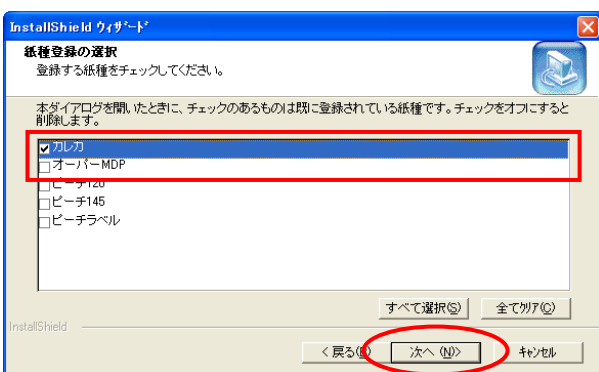 InstallShield ウィザード
紙種登録の選択
登録する紙種をチェックしてください。
本ダイアログを開いたときに、チェックのあるものは既に登録されている紙種です。チェックをオフにすると
削除します。
カレカ
オーパーMDP
ピーチ120
ピーチ145
ピーチラベル
すべて選択(S)
全てクリア(C)
InstallShield
< 戻る(B)
次へ (N)>
キャンセル